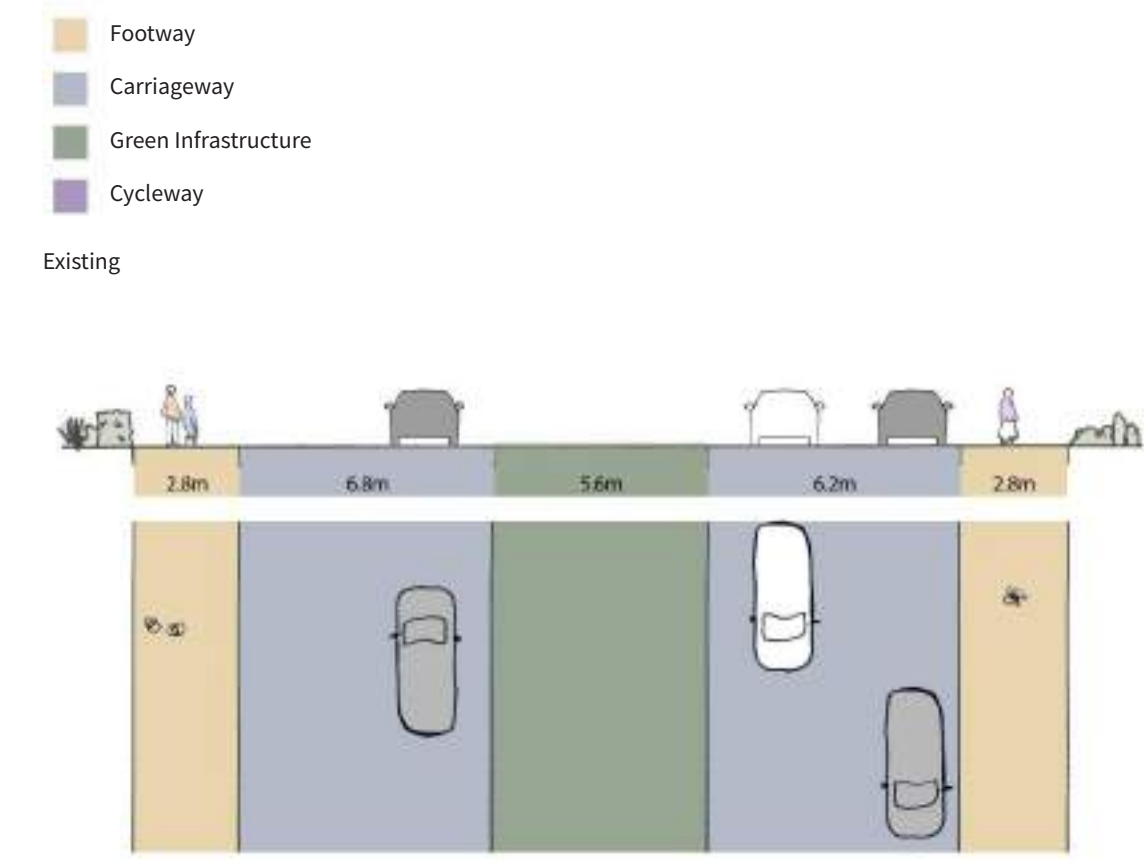 Footway
Carriageway
Green Infrastructure
Cycleway
Existing
2.8m 6.8m 5.6m 6.2m 2.8m